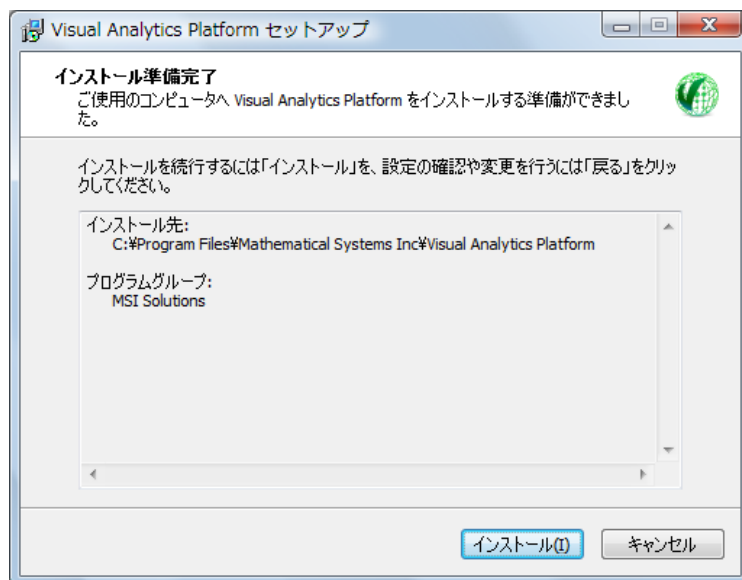 Visual Analytics Platform セットアップ
インストール準備完了
ご使用のコンピュータへ Visual Analytics Platform をインストールする準備ができまし
た。
インストールを続行するには「インストール」を、設定の確認や変更を行うには「戻る」をクリッ
クしてください。
インストール先:
C:¥Program Files¥Mathematical Systems Inc¥Visual Analytics Platform
プログラムグループ:
MSI Solutions
インストール(I)
キャンセル